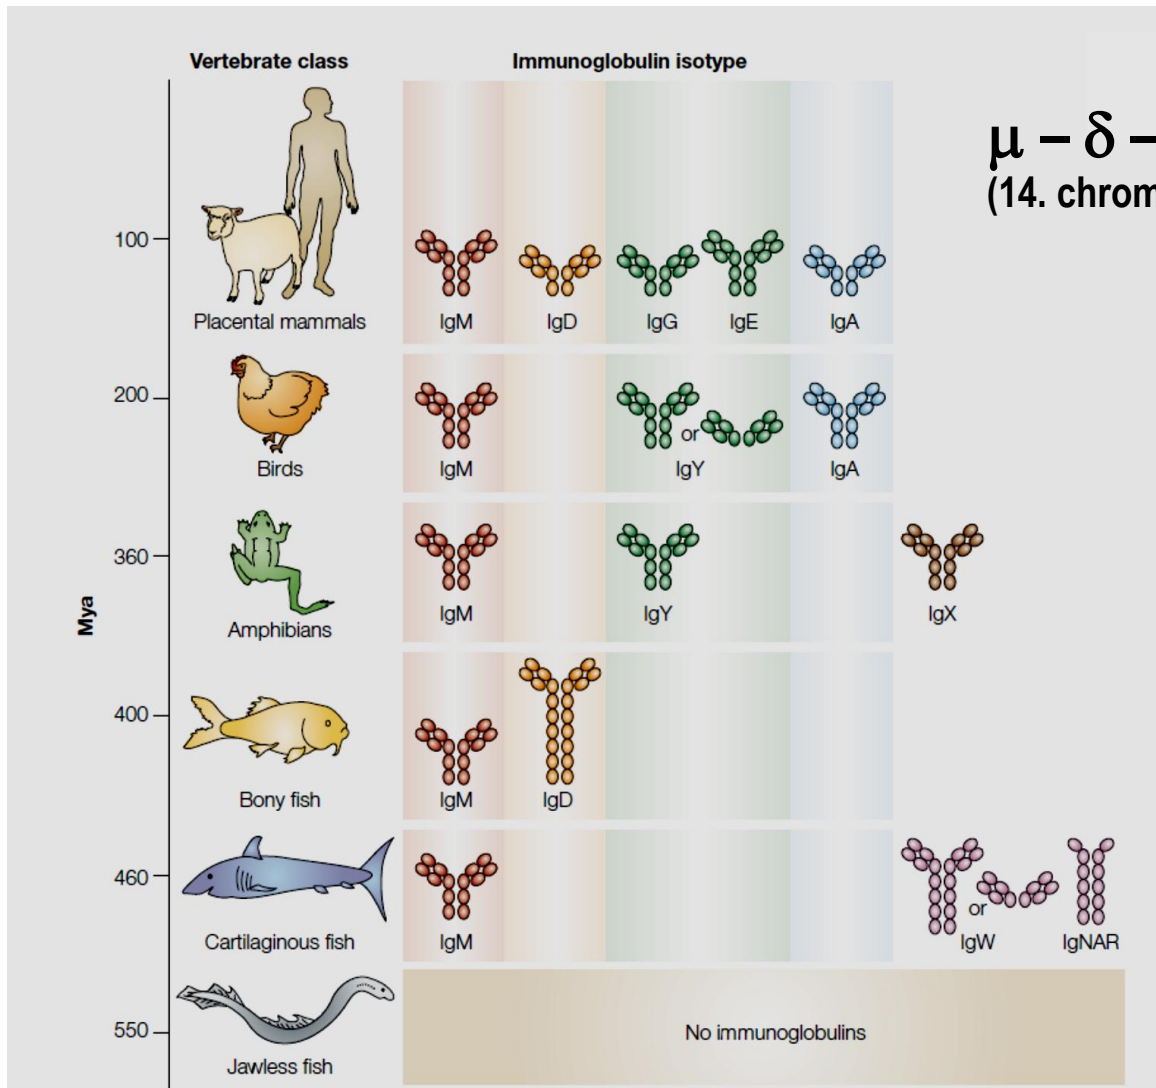 Vertebrate class
Immunoglobulin isotype
μ – δ –
(14. chrom
Mya
100
Placental mammals
IgM
IgD
IgG
IgE
IgA
200
Birds
IgM
or
IgY
IgA
360
Amphibians
IgM
IgY
IgX
400
Bony fish
IgM
IgD
460
Cartilaginous fish
IgM
or
IgW
IgNAR
550
Jawless fish
No immunoglobulins